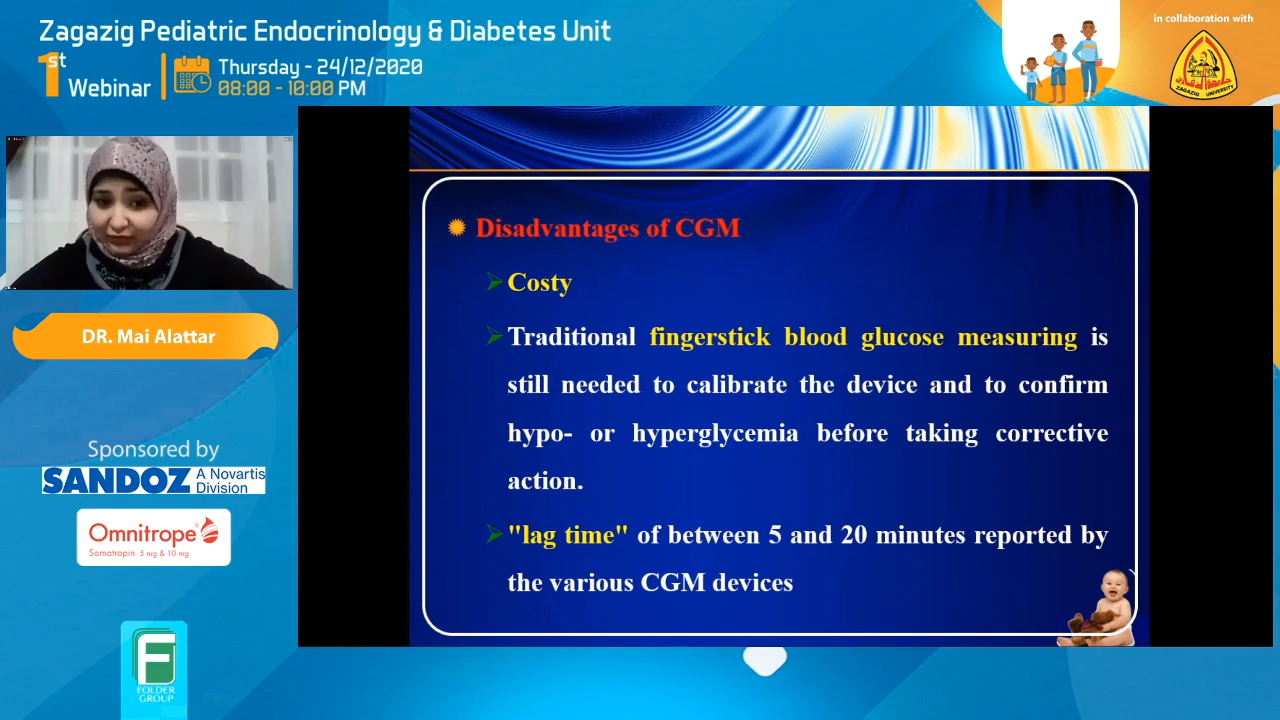 Zagazig Pediatric Endocrinology & Diabetes Unit
1st Webinar
Thursday - 24/12/2020
08:00 - 10:00 PM
in collaboration with
ZAGAZIG UNIVERSITY
DR. Mai Alattar
Sponsored by
SANDOZ A Novartis
Division
Omnitrope®
Somatropin 5 mg & 10 mg
FOLDER
GROUP
Disadvantages of CGM
Costy
Traditional fingerstick blood glucose measuring is
still needed to calibrate the device and to confirm
hypo- or hyperglycemia before taking corrective
action.
"lag time" of between 5 and 20 minutes reported by
the various CGM devices